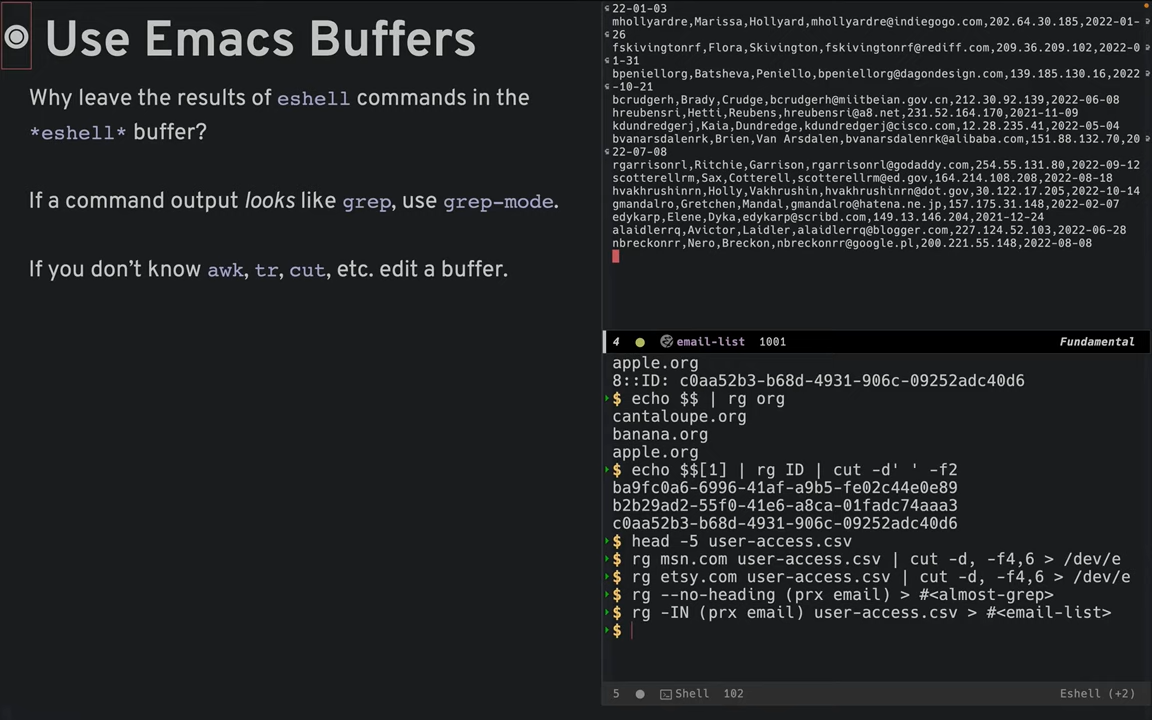 Use Emacs Buffers
Why leave the results of eshell commands in the
*eshell* buffer?
If a command output looks like grep, use grep-mode.
If you don’t know awk, tr, cut, etc. edit a buffer.
22-01-03
mhollyardre,Marissa,Hollyard,mhollyardre@indiegogo.com,202.64.30.185,2022-01-
26
fskivingtonrf,Flora,Skivington,fskivingtonrf@rediff.com,209.36.209.102,2022-0
1-31
bpeniellorg,Batsheva,Peniello,bpeniellorg@dagondesign.com,139.185.130.16,2022
-10-21
bcrudgerh,Brady,Crudge,bcrudgerh@miitbeian.gov.cn,212.30.92.139,2022-06-08
hreubensri,Hetti,Reubens,hreubensri@a8.net,231.52.164.170,2021-11-09
kdundredgerj,Kaia,Dundredge,kdundredgerj@cisco.com,12.28.235.41,2022-05-04
bvanarsdalenrk,Brien,Van Arsdalen,bvanarsdalenrk@alibaba.com,151.88.132.70,20
22-07-08
rgarrisonrl,Ritchie,Garrison,rgarrisonrl@godaddy.com,254.55.131.80,2022-09-12
scotterellrm,Sax,Cotterell,scotterellrm@ed.gov,164.214.108.208,2022-08-18
hvakhrushinrn,Holly,Vakhrushin,hvakhrushinrn@dot.gov,30.122.17.205,2022-10-14
gmandalro,Gretchen,Mandal,gmandalro@hatena.ne.jp,157.175.31.148,2022-02-07
edykarp,Elene,Dyka,edykarp@scribd.com,149.13.146.204,2021-12-24
alaidlerrq,Avictor,Laidler,alaidlerrq@blogger.com,227.124.52.103,2022-06-28
nbreckonrr,Nero,Breckon,nbreckonrr@google.pl,200.221.55.148,2022-08-08
4 email-list 1001 Fundamental
apple.org
8::ID: c0aa52b3-b68d-4931-906c-09252adc40d6
$ echo $$ | rg org
cantaloupe.org
banana.org
apple.org
$ echo $$[1] | rg ID | cut -d' ' -f2
ba9fc0a6-6996-41af-a9b5-fe02c44e0e89
b2b29ad2-55f0-41e6-a8ca-01fadc74aaa3
c0aa52b3-b68d-4931-906c-09252adc40d6
$ head -5 user-access.csv
$ rg msn.com user-access.csv | cut -d, -f4,6 > /dev/e
$ rg etsy.com user-access.csv | cut -d, -f4,6 > /dev/e
$ rg --no-heading (prx email) > #<almost-grep>
$ rg -IN (prx email) user-access.csv > #<email-list>
$
5 Shell 102 Eshell (+2)